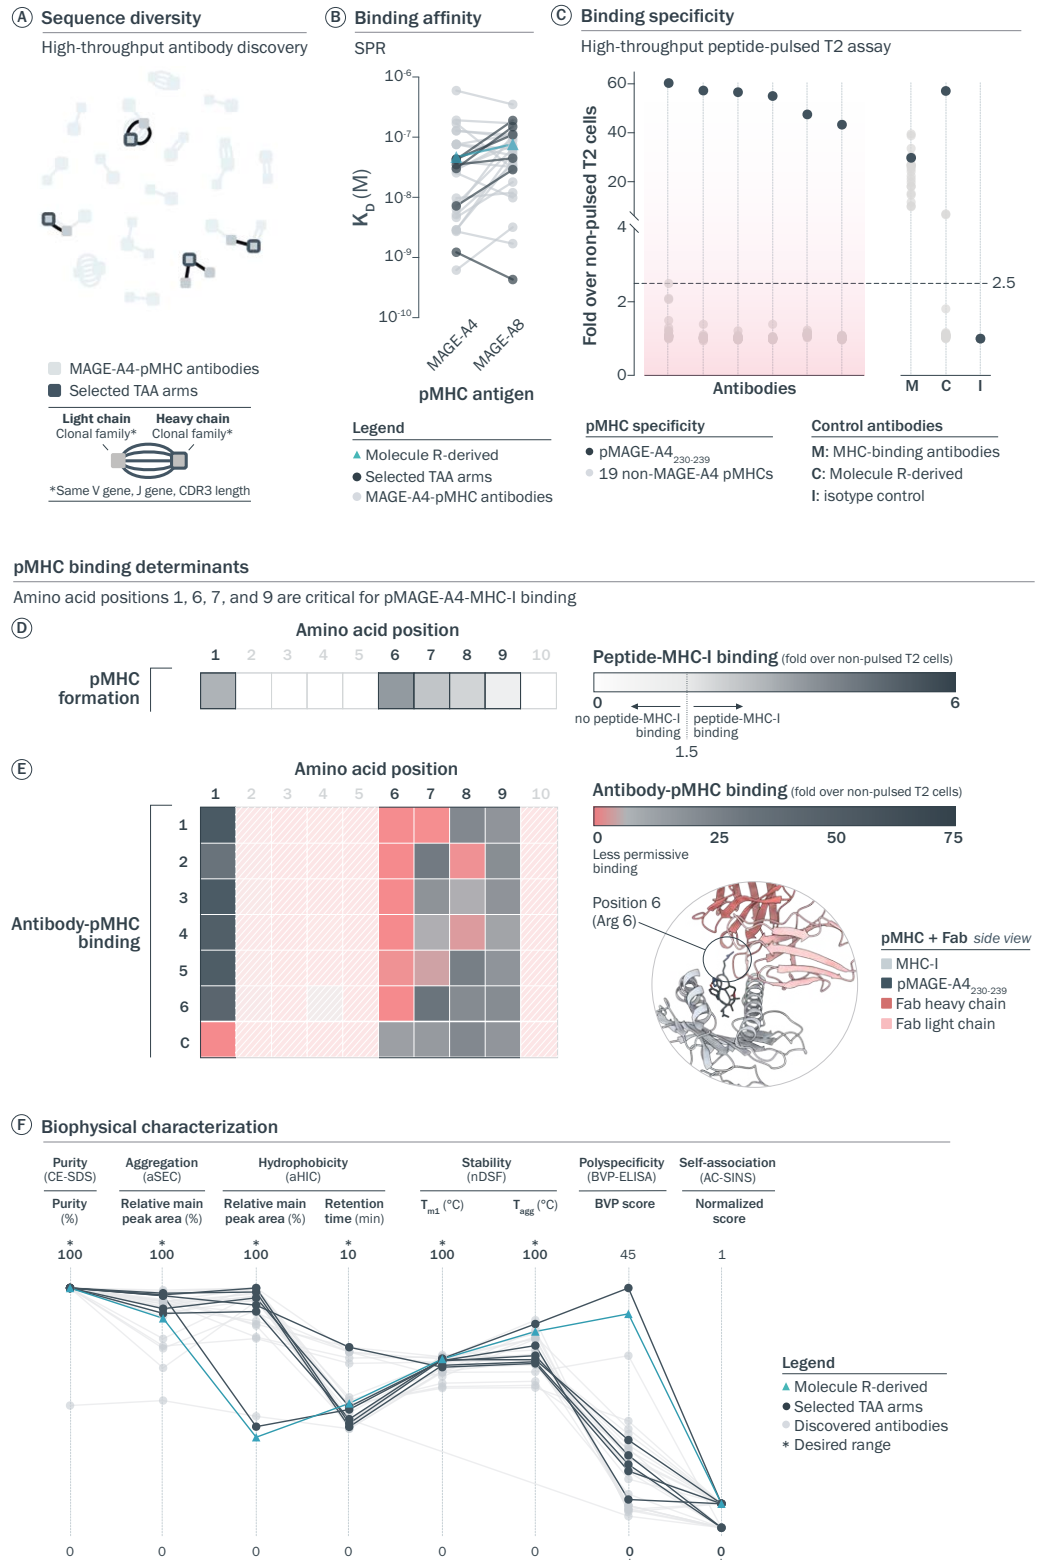 A Sequence diversity
High-throughput antibody discovery
MAGE-A4-pMHC antibodies
Selected TAA arms
Light chain
Clonal family*
Heavy chain
Clonal family*
*Same V gene, J gene, CDR3 length
B Binding affinity
SPR
K_D (M)
10^-6
10^-7
10^-8
10^-9
10^-10
MAGE-A4
MAGE-A8
pMHC antigen
Legend
Molecule R-derived
Selected TAA arms
MAGE-A4-pMHC antibodies
C Binding specificity
High-throughput peptide-pulsed T2 assay
Fold over non-pulsed T2 cells
60
40
20
4
2
0
2.5
Antibodies
M C I
pMHC specificity
pMAGE-A4_230-239
19 non-MAGE-A4 pMHCs
Control antibodies
M: MHC-binding antibodies
C: Molecule R-derived
I: isotype control
pMHC binding determinants
Amino acid positions 1, 6, 7, and 9 are critical for pMAGE-A4-MHC-I binding
D
Amino acid position
1 2 3 4 5 6 7 8 9 10
pMHC
formation
Peptide-MHC-I binding (fold over non-pulsed T2 cells)
0 6
no peptide-MHC-I
binding
peptide-MHC-I
binding
1.5
E
Amino acid position
1 2 3 4 5 6 7 8 9 10
1
2
3
4
5
6
C
Antibody-pMHC
binding
Antibody-pMHC binding (fold over non-pulsed T2 cells)
0 25 50 75
Less permissive
binding
Position 6
(Arg 6)
pMHC + Fab side view
MHC-I
pMAGE-A4_230-239
Fab heavy chain
Fab light chain
F Biophysical characterization
Purity
(CE-SDS)
Aggregation
(aSEC)
Hydrophobicity
(aHIC)
Stability
(nDSF)
Polyspecificity
(BVP-ELISA)
Self-association
(AC-SINS)
Purity
(%)
Relative main
peak area (%)
Relative main
peak area (%)
Retention
time (min)
T_m1 (°C)
T_agg (°C)
BVP score
Normalized
score
* * * * * *
100 100 100 10 100 100 45 1
0 0 0 0 0 0 0 0
Legend
Molecule R-derived
Selected TAA arms
Discovered antibodies
* Desired range